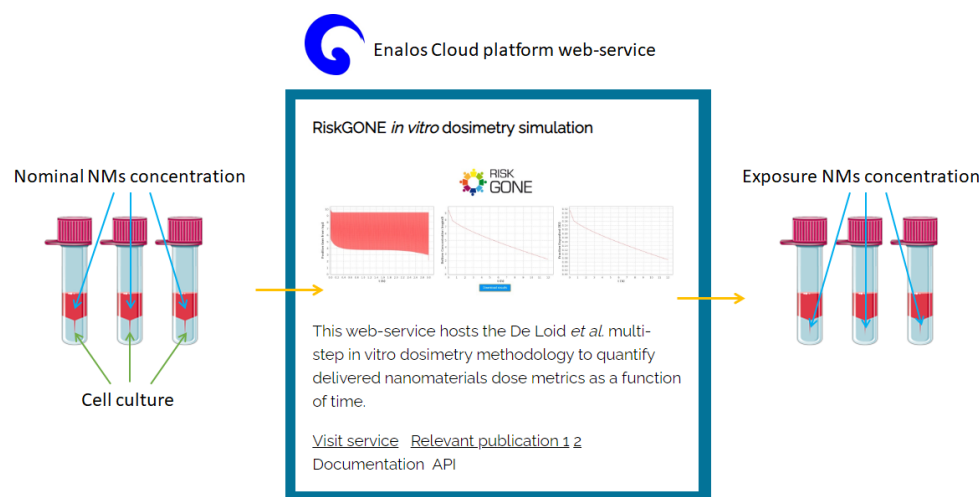 Enalos Cloud platform web-service
RiskGONE in vitro dosimetry simulation
Nominal NMs concentration
RISK
GONE
Exposure NMs concentration
This web-service hosts the De Loid et al. multi-
step in vitro dosimetry methodology to quantify
delivered nanomaterials dose metrics as a function
of time.
Cell culture
Visit service Relevant publication 1 2
Documentation API